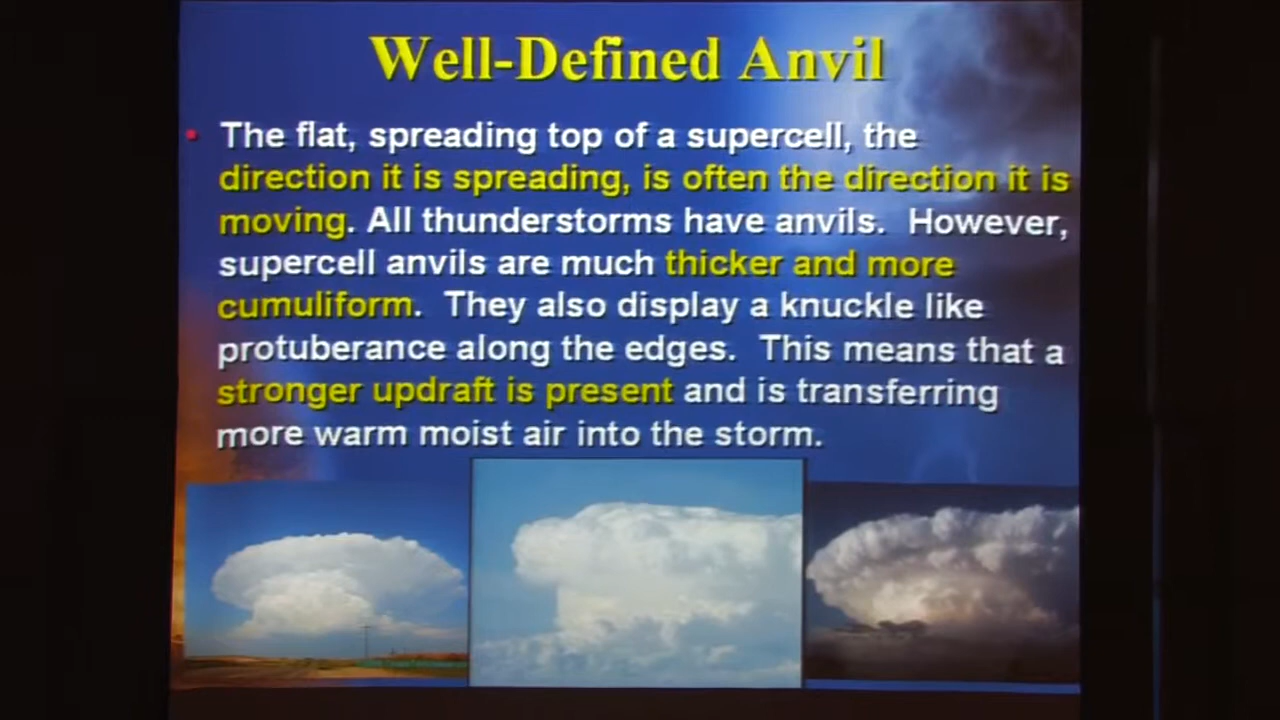 Well-Defined Anvil
• The flat, spreading top of a supercell, the
direction it is spreading, is often the direction it is
moving. All thunderstorms have anvils. However,
supercell anvils are much thicker and more
cumuliform. They also display a knuckle like
protuberance along the edges. This means that a
stronger updraft is present and is transferring
more warm moist air into the storm.